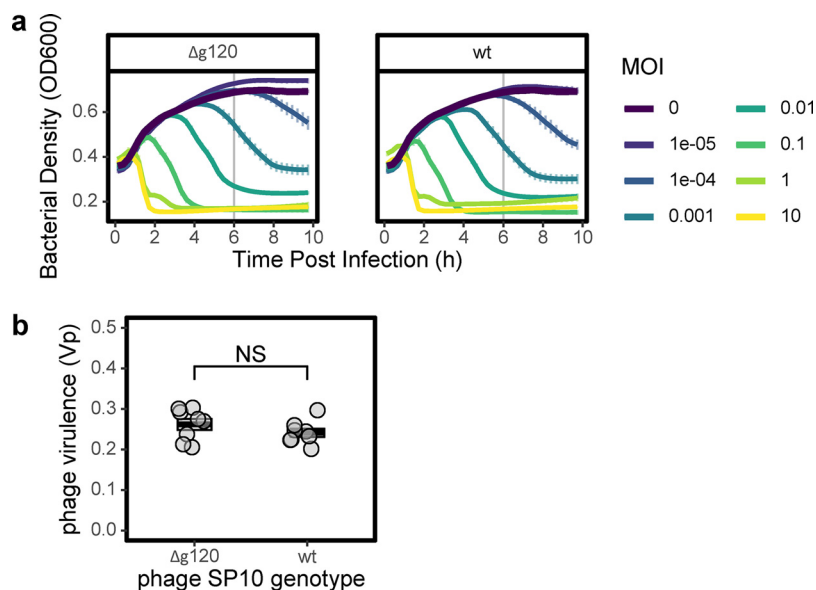 a
Δg120
wt
Bacterial Density (OD600)
0.6
0.4
0.2
0 2 4 6 8 10
0 2 4 6 8 10
Time Post Infection (h)
MOI
0
1e-05
1e-04
0.001
0.01
0.1
1
10
b
phage virulence (Vp)
0.5
0.4
0.3
0.2
0.1
0.0
NS
Δg120
wt
phage SP10 genotype